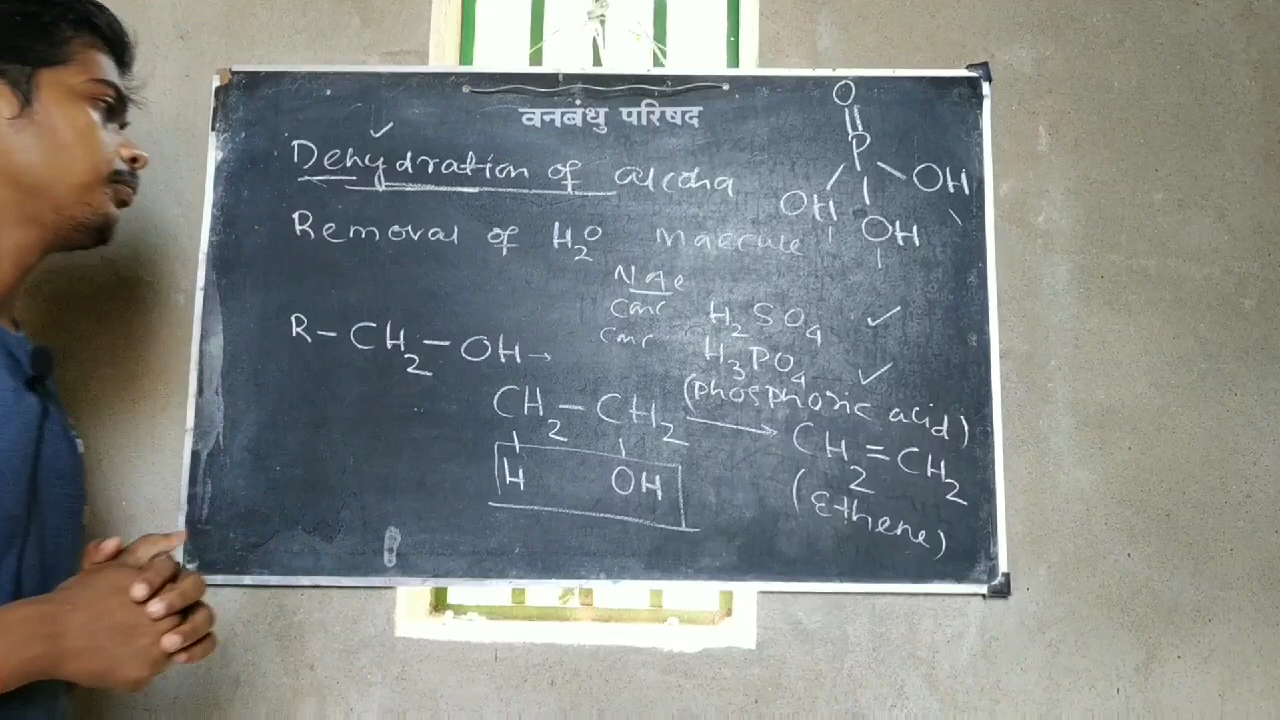 वनबंधु परिषद
Dehydration of alcoha
Removal of H₂O
O
P
OH OH
OH
conc H₂SO₄
conc H₃PO₄
(phosphoric acid)
R-CH₂-OH→
CH₂-CH₂ → CH₂=CH₂
H OH
(Ethene)